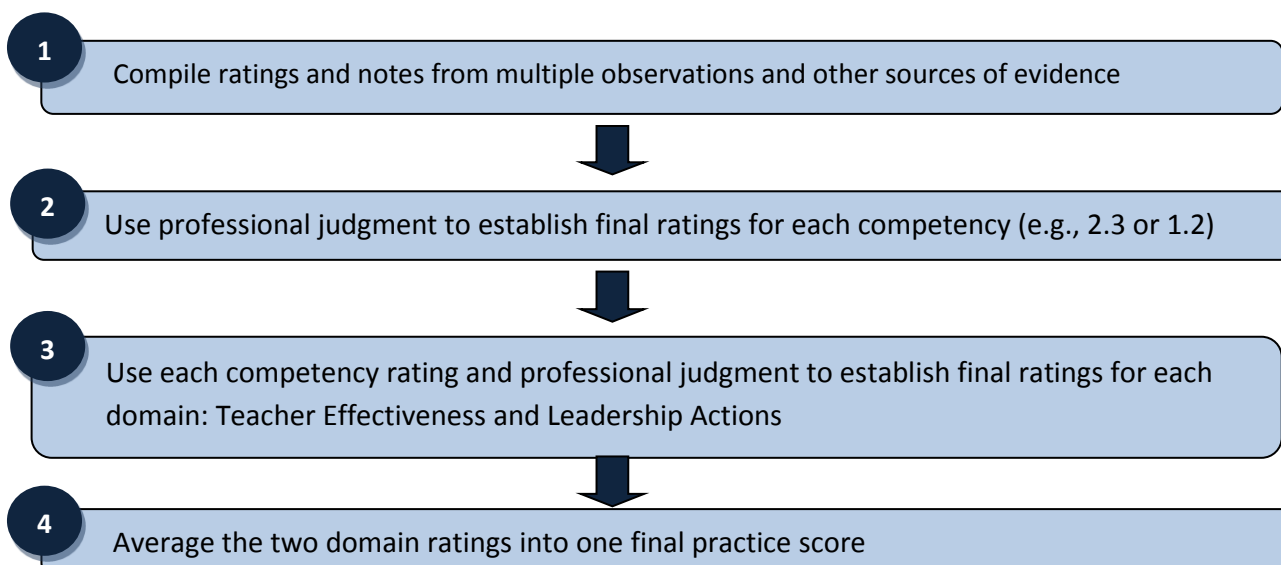 1
Compile ratings and notes from multiple observations and other sources of evidence
2
Use professional judgment to establish final ratings for each competency (e.g., 2.3 or 1.2)
3
Use each competency rating and professional judgment to establish final ratings for each
domain: Teacher Effectiveness and Leadership Actions
4
Average the two domain ratings into one final practice score